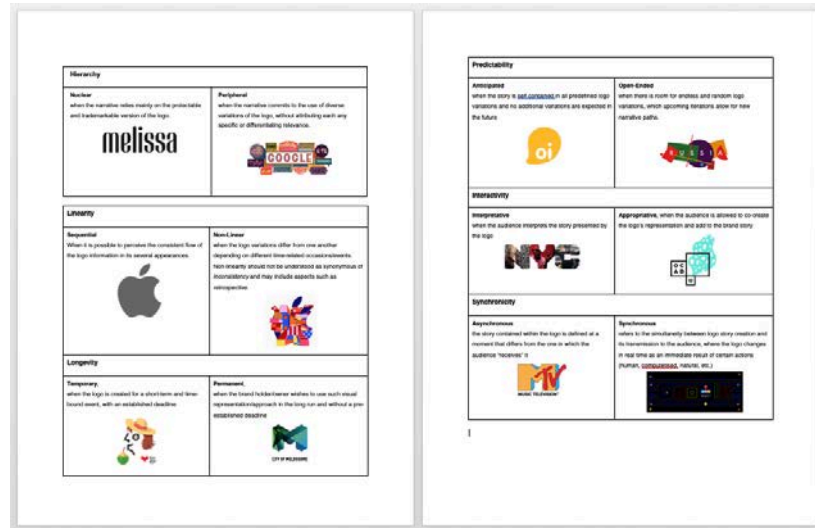 Hierarchy
Nuclear
when the narrative relies mainly on the protectable
and trademarkable version of the logo.
melissa
Peripheral
when the narrative commits to the use of diverse
variations of the logo, without attributing each any
specific or differentiating relevance.
GOOGLE
Linearity
Sequential
When it is possible to perceive the consistent flow of
the logo information in its several appearances.
Non-Linear
when the logo variations differ from one another
depending on different time-related occasions/events.
Non-linearity should not be understood as synonymous of
inconsistency and may include aspects such as
retrospective
Longevity
Temporary,
when the logo is created for a short-term and time-
bound event, with an established deadline
Permanent,
when the brand holder/owner wishes to use such visual
representation/approach in the long run and without a pre-
established deadline
CITY OF MELBOURNE
Predictability
Anticipated
when the story is self contained in all predefined logo
variations and no additional variations are expected in
the future
oi
Open-Ended
when there is room for endless and random logo
variations, which upcoming iterations allow for new
narrative paths.
RUSSIA
Interactivity
Interpretative
when the audience interprets the story presented by
the logo
NYC
Appropriative, when the audience is allowed to co-create
the logo's representation and add to the brand story
OCAD
U
Synchronicity
Asynchronous
the story contained within the logo is defined at a
moment that differs from the one in which the
audience "receives" it
MTV
MUSIC TELEVISION
Synchronous
refers to the simultaneity between logo story creation and
its transmission to the audience, where the logo changes
in real time as an immediate result of certain actions
(human, computerised, natural, etc.)